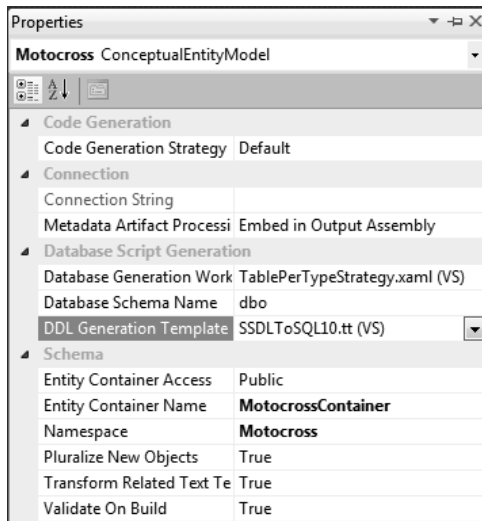 Properties
Motocross ConceptualEntityModel
Code Generation
Code Generation Strategy Default
Connection
Connection String
Metadata Artifact Processi Embed in Output Assembly
Database Script Generation
Database Generation Work TablePerTypeStrategy.xaml (VS)
Database Schema Name dbo
DDL Generation Template SSDLToSQL10.tt (VS)
Schema
Entity Container Access Public
Entity Container Name MotocrossContainer
Namespace Motocross
Pluralize New Objects True
Transform Related Text Te True
Validate On Build True